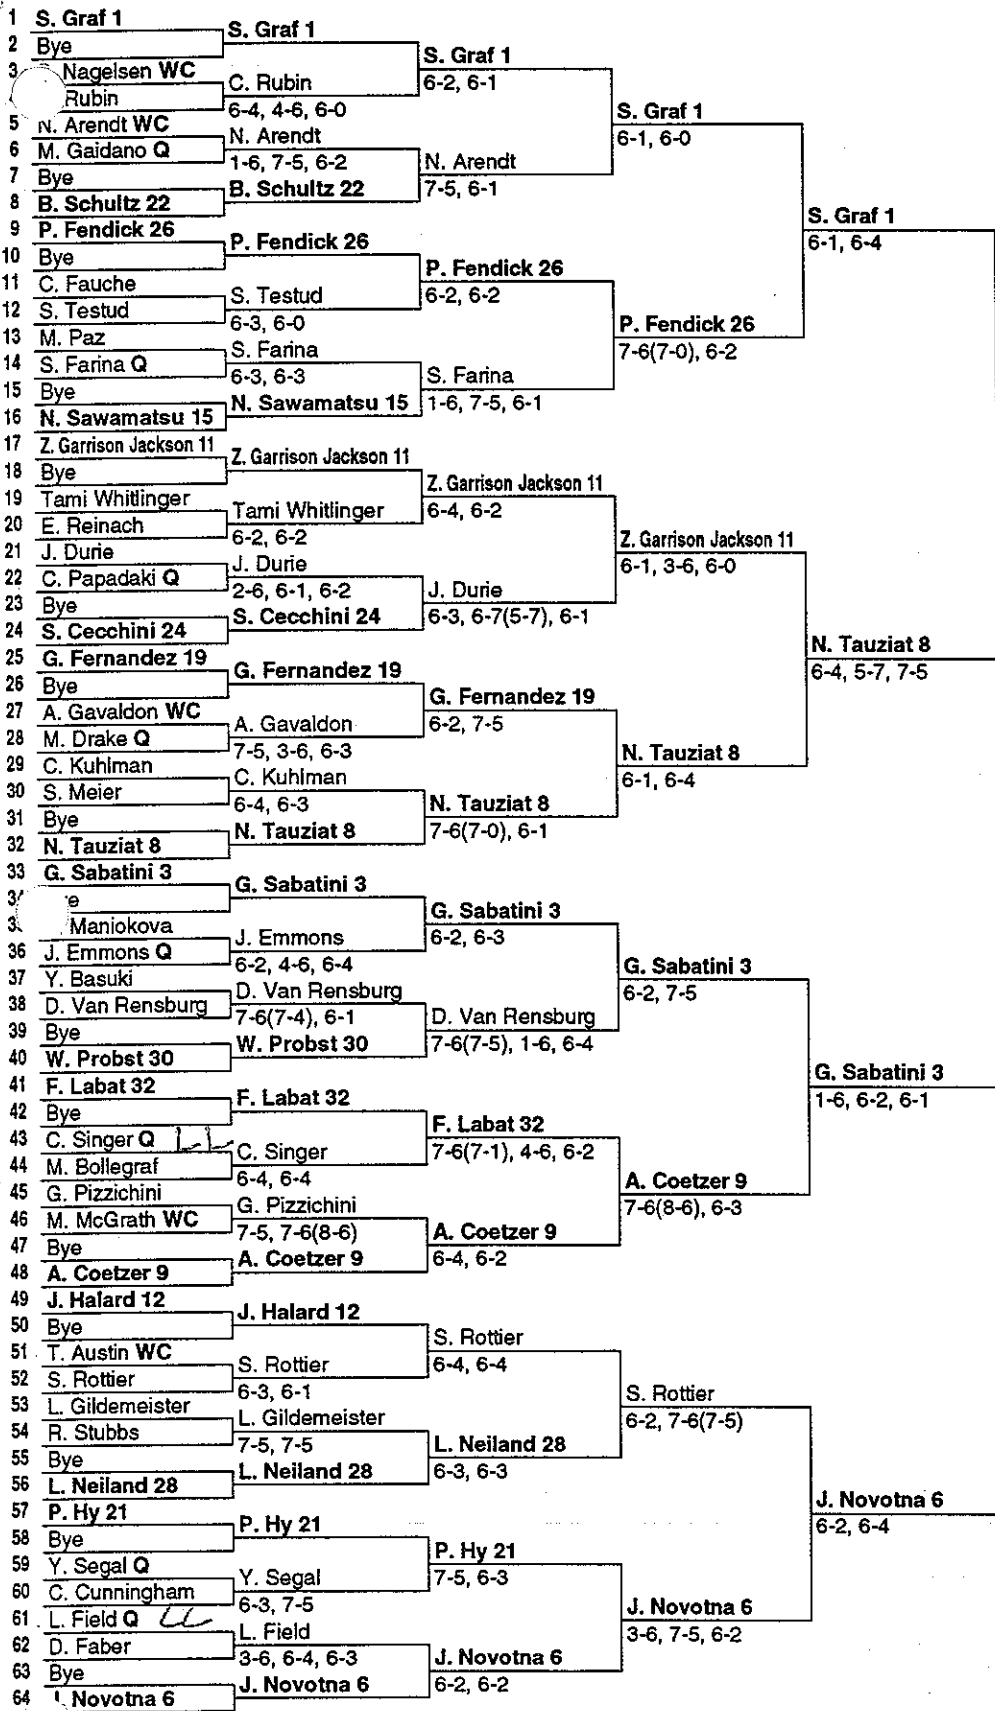 1 S. Graf 1
2 Bye
3 Nagelsen WC
Rubin
5 N. Arendt WC
6 M. Gaidano Q
7 Bye
8 B. Schultz 22
9 P. Fendick 26
10 Bye
11 C. Fauche
12 S. Testud
13 M. Paz
14 S. Farina Q
15 Bye
16 N. Sawamatsu 15
17 Z. Garrison Jackson 11
18 Bye
19 Tami Whitlinger
20 E. Reinach
21 J. Durie
22 C. Papadaki Q
23 Bye
24 S. Cecchini 24
25 G. Fernandez 19
26 Bye
27 A. Gavaldon WC
28 M. Drake Q
29 C. Kuhlman
30 S. Meier
31 Bye
32 N. Tauziat 8
33 G. Sabatini 3
Maniokova
36 J. Emmons Q
37 Y. Basuki
38 D. Van Rensburg
39 Bye
40 W. Probst 30
41 F. Labat 32
42 Bye
43 C. Singer Q LL
44 M. Bollegraf
45 G. Pizzichini
46 M. McGrath WC
47 Bye
48 A. Coetzer 9
49 J. Halard 12
50 Bye
51 T. Austin WC
52 S. Rottier
53 L. Gildemeister
54 R. Stubbs
55 Bye
56 L. Neiland 28
57 P. Hy 21
58 Bye
59 Y. Segal Q
60 C. Cunningham
61 L. Field Q LL
62 D. Faber
63 Bye
64 Novotna 6
S. Graf 1
C. Rubin
6-4, 4-6, 6-0
N. Arendt
1-6, 7-5, 6-2
B. Schultz 22
P. Fendick 26
S. Testud
6-3, 6-0
S. Farina
6-3, 6-3
N. Sawamatsu 15
Z. Garrison Jackson 11
Tami Whitlinger
6-2, 6-2
J. Durie
2-6, 6-1, 6-2
S. Cecchini 24
G. Fernandez 19
A. Gavaldon
7-5, 3-6, 6-3
C. Kuhlman
6-4, 6-3
N. Tauziat 8
G. Sabatini 3
J. Emmons
6-2, 4-6, 6-4
D. Van Rensburg
7-6(7-4), 6-1
W. Probst 30
F. Labat 32
C. Singer
6-4, 6-4
G. Pizzichini
7-5, 7-6(8-6)
A. Coetzer 9
J. Halard 12
S. Rottier
6-3, 6-1
L. Gildemeister
7-5, 7-5
L. Neiland 28
P. Hy 21
Y. Segal
6-3, 7-5
L. Field
3-6, 6-4, 6-3
J. Novotna 6
S. Graf 1
6-2, 6-1
N. Arendt
7-5, 6-1
P. Fendick 26
6-2, 6-2
S. Farina
1-6, 7-5, 6-1
Z. Garrison Jackson 11
6-4, 6-2
J. Durie
6-3, 6-7(5-7), 6-1
G. Fernandez 19
6-2, 7-5
N. Tauziat 8
7-6(7-0), 6-1
G. Sabatini 3
6-2, 6-3
D. Van Rensburg
7-6(7-5), 1-6, 6-4
F. Labat 32
7-6(7-1), 4-6, 6-2
A. Coetzer 9
6-4, 6-2
S. Rottier
6-4, 6-4
L. Neiland 28
6-3, 6-3
P. Hy 21
7-5, 6-3
J. Novotna 6
6-2, 6-2
S. Graf 1
6-1, 6-0
P. Fendick 26
7-6(7-0), 6-2
Z. Garrison Jackson 11
6-1, 3-6, 6-0
N. Tauziat 8
6-1, 6-4
G. Sabatini 3
6-2, 7-5
A. Coetzer 9
7-6(8-6), 6-3
S. Rottier
6-2, 7-6(7-5)
J. Novotna 6
3-6, 7-5, 6-2
S. Graf 1
6-1, 6-4
N. Tauziat 8
6-4, 5-7, 7-5
G. Sabatini 3
1-6, 6-2, 6-1
J. Novotna 6
6-2, 6-4